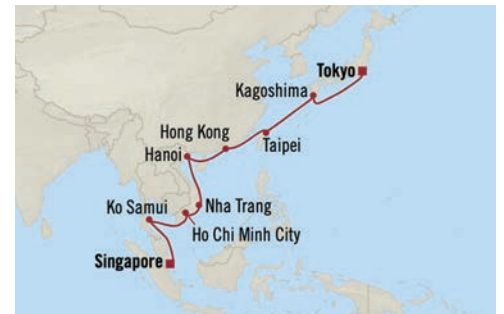 Tokyo
Kagoshima
Hong Kong
Taipei
Hanoi
Ko Samui
Nha Trang
Ho Chi Minh City
Singapore